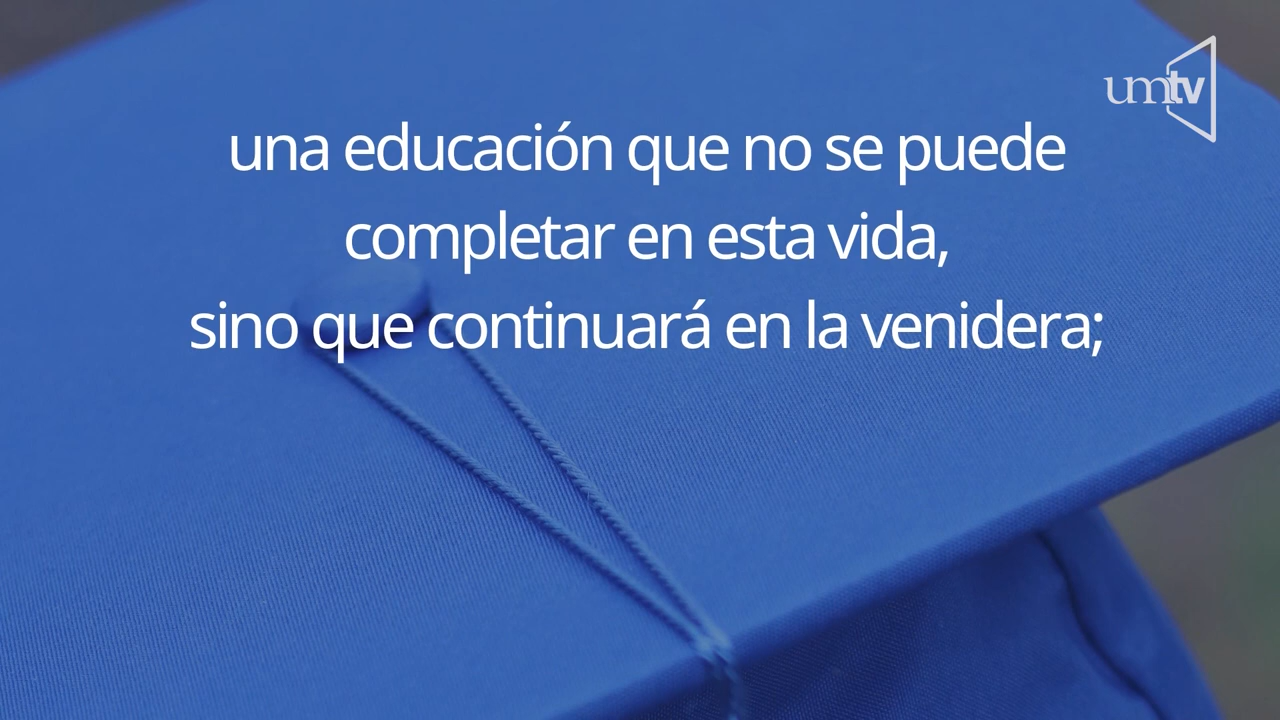 umtv
una educación que no se puede
completar en esta vida,
sino que continuará en la venidera;